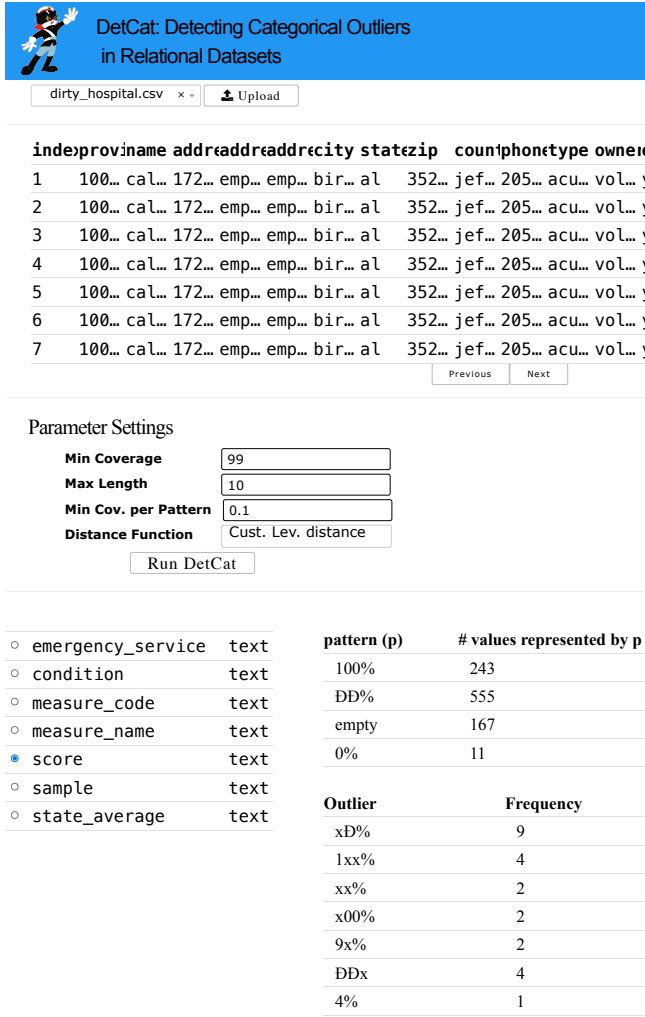 DetCat: Detecting Categorical Outliers
in Relational Datasets
dirty_hospital.csv × Upload
index provi name addre addre addre city state zip count phone type owner
1 100… cal… 172… emp… emp… bir… al 352… jef… 205… acu… vol… y
2 100… cal… 172… emp… emp… bir… al 352… jef… 205… acu… vol… y
3 100… cal… 172… emp… emp… bir… al 352… jef… 205… acu… vol… y
4 100… cal… 172… emp… emp… bir… al 352… jef… 205… acu… vol… y
5 100… cal… 172… emp… emp… bir… al 352… jef… 205… acu… vol… y
6 100… cal… 172… emp… emp… bir… al 352… jef… 205… acu… vol… y
7 100… cal… 172… emp… emp… bir… al 352… jef… 205… acu… vol… y
Previous Next
Parameter Settings
Min Coverage 99
Max Length 10
Min Cov. per Pattern 0.1
Distance Function Cust. Lev. distance
Run DetCat
emergency_service text
condition text
measure_code text
measure_name text
score text
sample text
state_average text
pattern (p) # values represented by p
100% 243
ĐĐ% 555
empty 167
0% 11
Outlier Frequency
xĐ% 9
1xx% 4
xx% 2
x00% 2
9x% 2
ĐĐx 4
4% 1